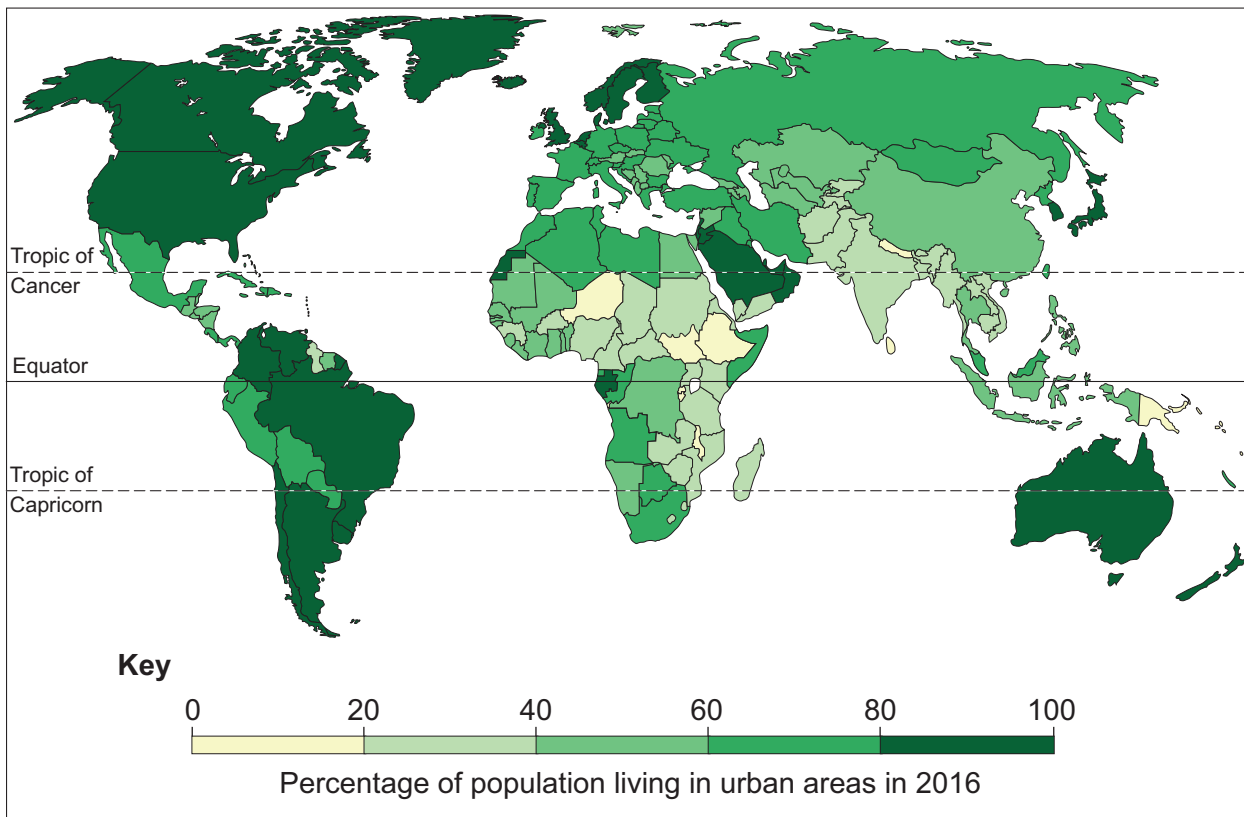 Tropic of
Cancer
Equator
Tropic of
Capricorn
Key
0 20 40 60 80 100
Percentage of population living in urban areas in 2016